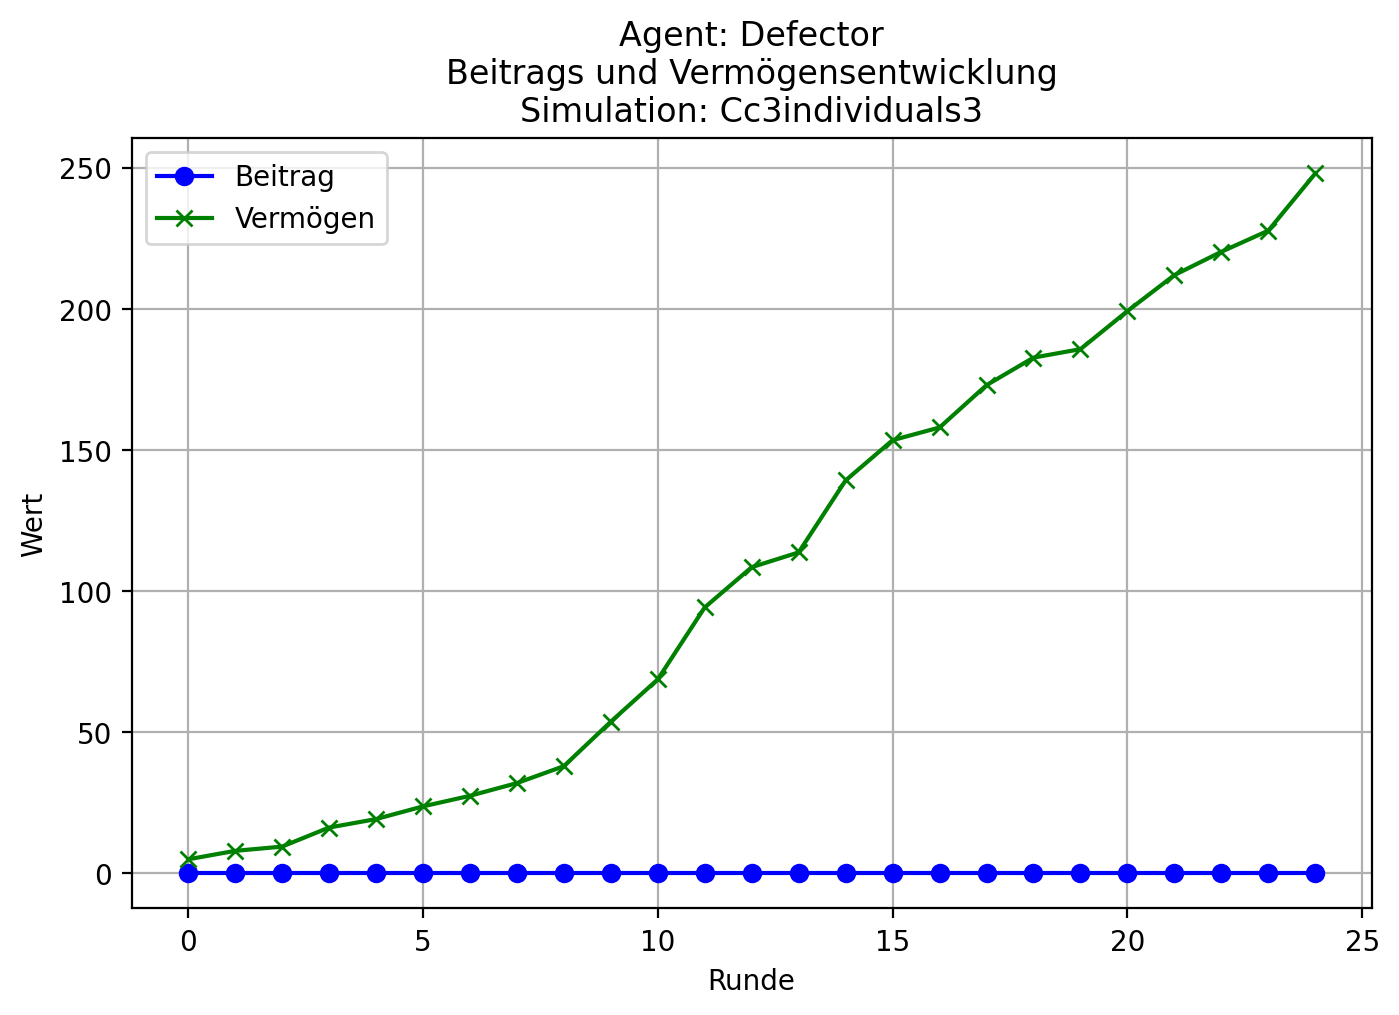 Agent: Defector
Beitrags und Vermögensentwicklung
Simulation: Cc3individuals3
Beitrag
Vermögen
250
200
150
100
50
0
Wert
0 5 10 15 20 25
Runde